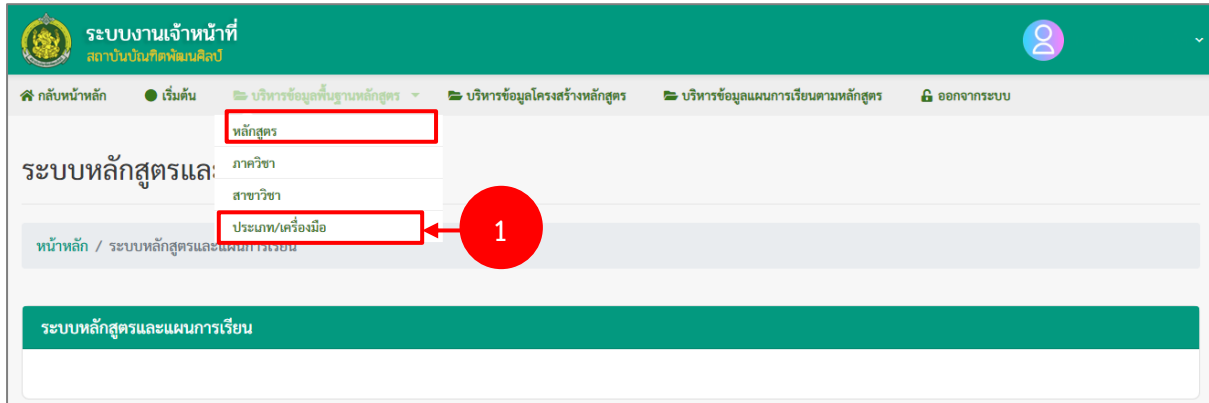 ระบบงานเจ้าหน้าที่
สถาบันบัณฑิตพัฒนศิลป์
กลับหน้าหลัก เริ่มต้น บริหารข้อมูลพื้นฐานหลักสูตร บริหารข้อมูลโครงสร้างหลักสูตร บริหารข้อมูลแผนการเรียนตามหลักสูตร ออกจากระบบ
หลักสูตร
ภาควิชา
สาขาวิชา
ประเภท/เครื่องมือ
1
ระบบหลักสูตรและ
หน้าหลัก / ระบบหลักสูตรและแผนการเรียน
ระบบหลักสูตรและแผนการเรียน